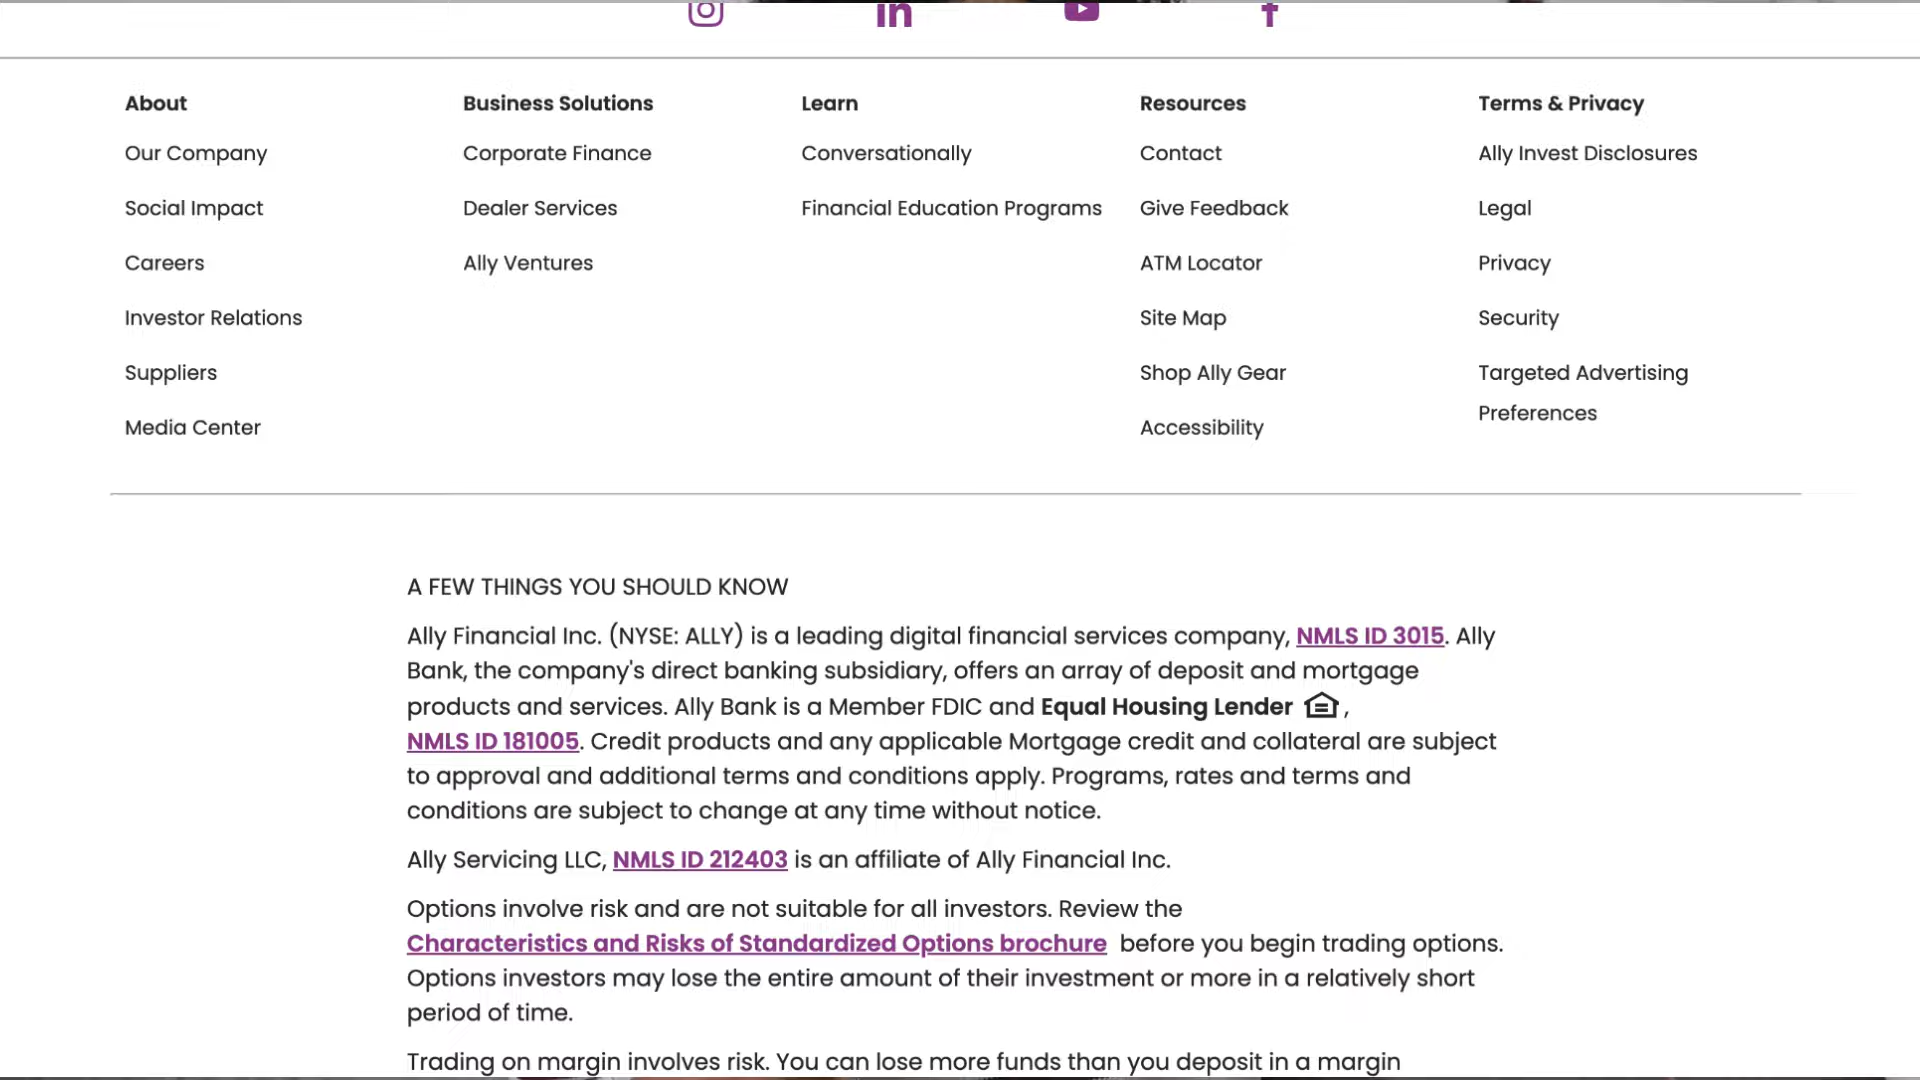 About
Our Company
Social Impact
Careers
Investor Relations
Suppliers
Media Center
Business Solutions
Corporate Finance
Dealer Services
Ally Ventures
Learn
Conversationally
Financial Education Programs
Resources
Contact
Give Feedback
ATM Locator
Site Map
Shop Ally Gear
Accessibility
Terms & Privacy
Ally Invest Disclosures
Legal
Privacy
Security
Targeted Advertising
Preferences
A FEW THINGS YOU SHOULD KNOW
Ally Financial Inc. (NYSE: ALLY) is a leading digital financial services company, NMLS ID 3015. Ally
Bank, the company's direct banking subsidiary, offers an array of deposit and mortgage
products and services. Ally Bank is a Member FDIC and Equal Housing Lender ,
NMLS ID 181005. Credit products and any applicable Mortgage credit and collateral are subject
to approval and additional terms and conditions apply. Programs, rates and terms and
conditions are subject to change at any time without notice.
Ally Servicing LLC, NMLS ID 212403 is an affiliate of Ally Financial Inc.
Options involve risk and are not suitable for all investors. Review the
Characteristics and Risks of Standardized Options brochure before you begin trading options.
Options investors may lose the entire amount of their investment or more in a relatively short
period of time.
Trading on margin involves risk. You can lose more funds than you deposit in a margin